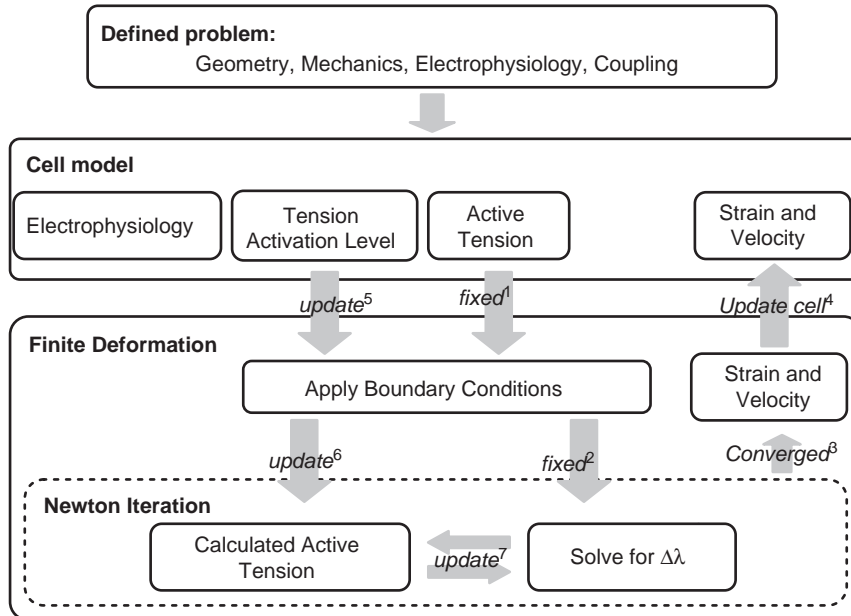 Defined problem:
Geometry, Mechanics, Electrophysiology, Coupling
Cell model
Electrophysiology
Tension
Activation Level
Active
Tension
Strain and
Velocity
update⁵
fixed¹
Update cell⁴
Finite Deformation
Apply Boundary Conditions
Strain and
Velocity
update⁶
fixed²
Converged³
Newton Iteration
Calculated Active
Tension
update⁷
Solve for Δλ